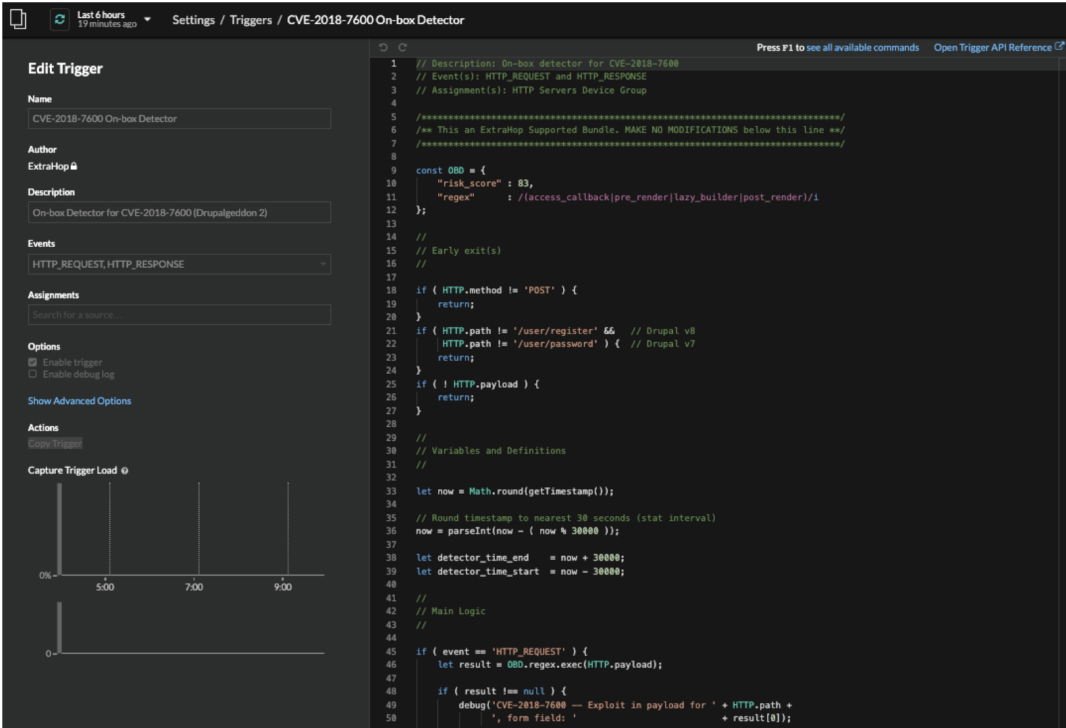 Last 6 hours
19 minutes ago
Settings / Triggers / CVE-2018-7600 On-box Detector
Press F1 to see all available commands Open Trigger API Reference
Edit Trigger
Name
CVE-2018-7600 On-box Detector
Author
ExtraHop
Description
On-box Detector for CVE-2018-7600 (Drupalgeddon 2)
Events
HTTP_REQUEST, HTTP_RESPONSE
Assignments
Search for a source...
Options
Enable trigger
Enable debug log
Show Advanced Options
Actions
Copy Trigger
Capture Trigger Load
0%
5:00 7:00 9:00
0
1 // Description: On-box detector for CVE-2018-7600
2 // Event(s): HTTP_REQUEST and HTTP_RESPONSE
3 // Assignment(s): HTTP Servers Device Group
4
5 /******************************************************************************/
6 /** This an ExtraHop Supported Bundle. MAKE NO MODIFICATIONS below this line **/
7 /******************************************************************************/
8
9 const OBD = {
10 "risk_score" : 83,
11 "regex" : /(access_callback|pre_render|lazy_builder|post_render)/i
12 };
13
14 //
15 // Early exit(s)
16 //
17
18 if ( HTTP.method != 'POST' ) {
19 return;
20 }
21 if ( HTTP.path != '/user/register' && // Drupal v8
22 HTTP.path != '/user/password' ) { // Drupal v7
23 return;
24 }
25 if ( ! HTTP.payload ) {
26 return;
27 }
28
29 //
30 // Variables and Definitions
31 //
32
33 let now = Math.round(getTimestamp());
34
35 // Round timestamp to nearest 30 seconds (stat interval)
36 now = parseInt(now - ( now % 30000 ));
37
38 let detector_time_end = now + 30000;
39 let detector_time_start = now - 30000;
40
41 //
42 // Main Logic
43 //
44
45 if ( event == 'HTTP_REQUEST' ) {
46 let result = OBD.regex.exec(HTTP.payload);
47
48 if ( result !== null ) {
49 debug('CVE-2018-7600 -- Exploit in payload for ' + HTTP.path +
50 ', form field: ' + result[0]);